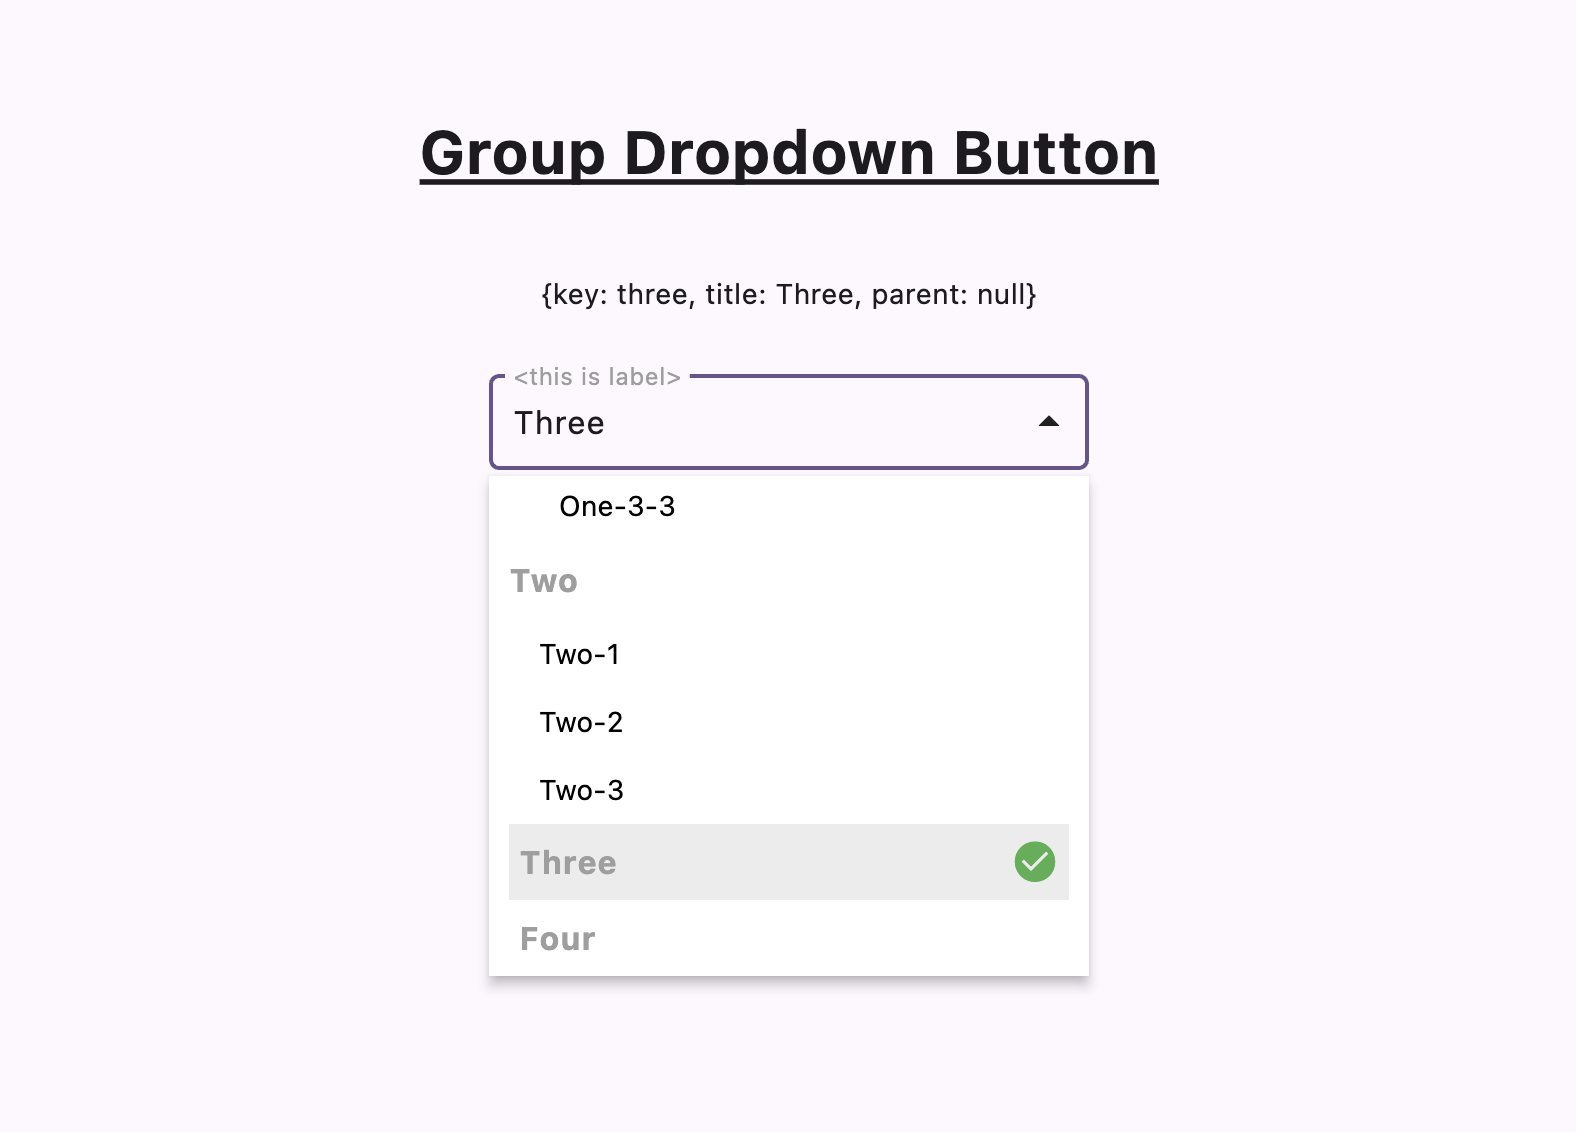 Group Dropdown Button
{key: three, title: Three, parent: null}
<this is label>
Three
One-3-3
Two
Two-1
Two-2
Two-3
Three
Four